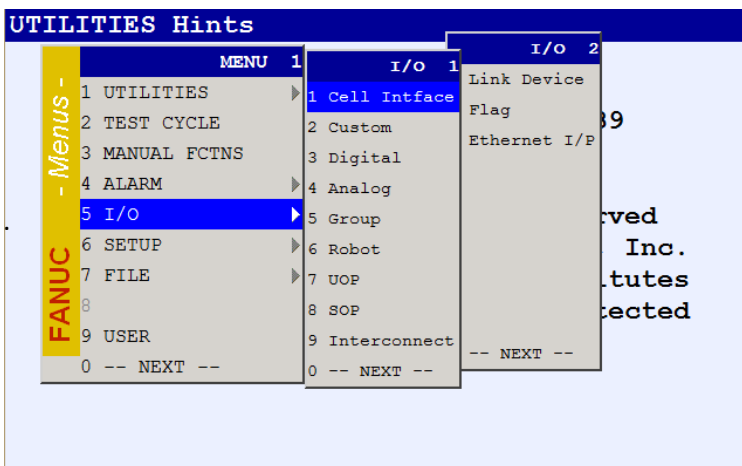 UTILITIES Hints
FANUC - Menus -
MENU 1
1 UTILITIES
2 TEST CYCLE
3 MANUAL FCTNS
4 ALARM
5 I/O
6 SETUP
7 FILE
8
9 USER
0 -- NEXT --
I/O 1
1 Cell Intface
2 Custom
3 Digital
4 Analog
5 Group
6 Robot
7 UOP
8 SOP
9 Interconnect
0 -- NEXT --
I/O 2
Link Device
Flag
Ethernet I/P
-- NEXT --
39
rved
Inc.
itutes
tected